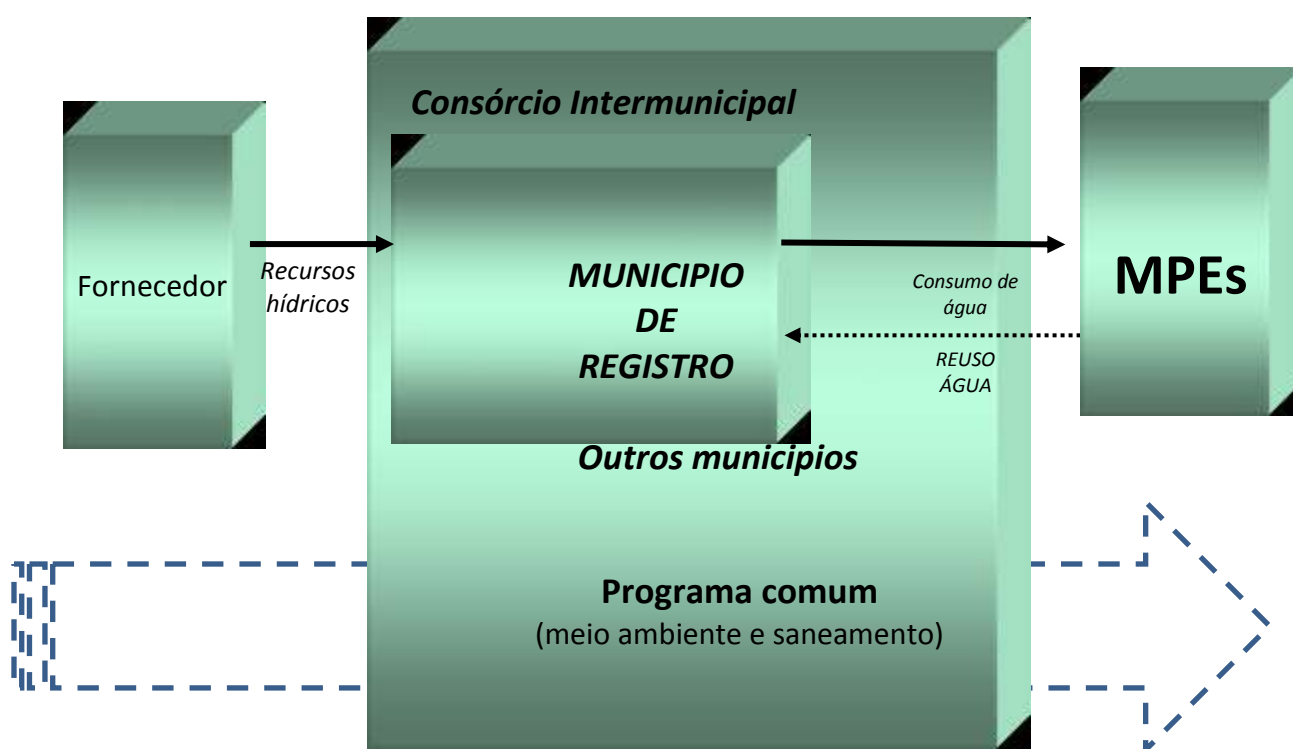 Consórcio Intermunicipal
Fornecedor
Recursos
hídricos
MUNICIPIO
DE
REGISTRO
Consumo de
água
REUSO
ÁGUA
MPEs
Outros municipios
Programa comum
(meio ambiente e saneamento)